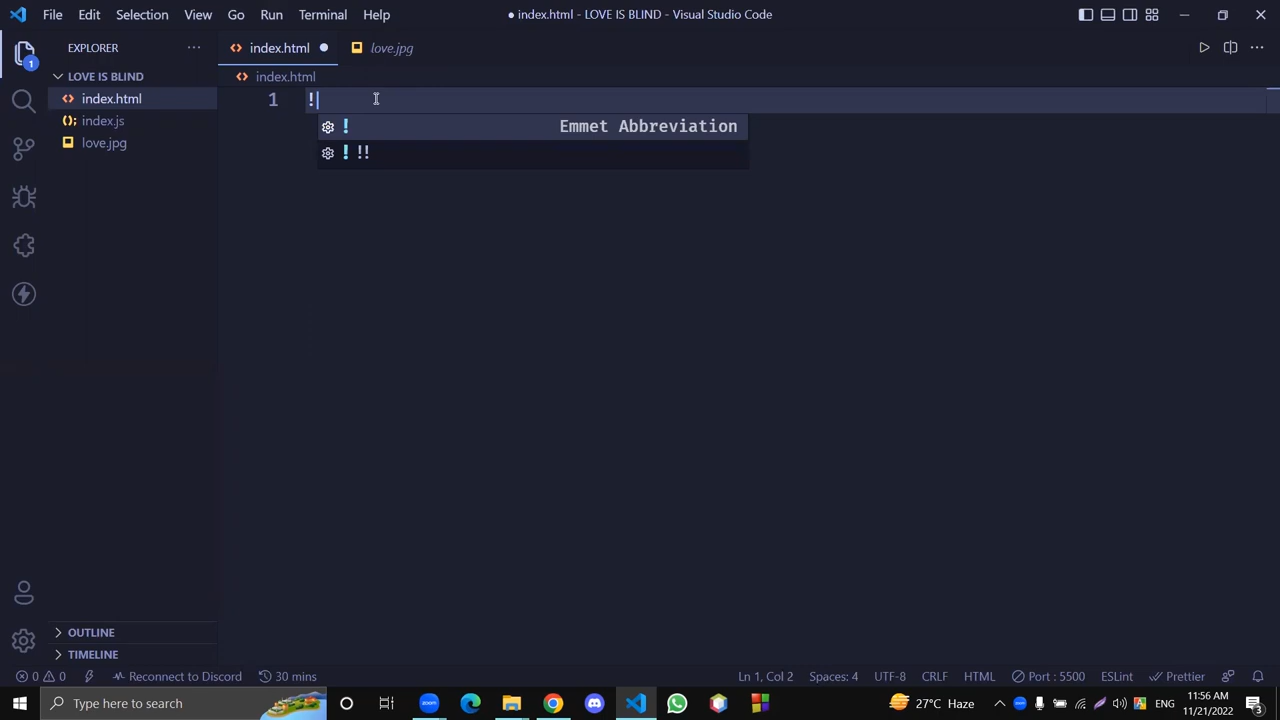 File Edit Selection View Go Run Terminal Help
● index.html - LOVE IS BLIND - Visual Studio Code
EXPLORER
LOVE IS BLIND
index.html
index.js
love.jpg
OUTLINE
TIMELINE
index.html
love.jpg
index.html
1 !
! Emmet Abbreviation
! !!
1
0 0 Reconnect to Discord 30 mins
Ln 1, Col 2 Spaces: 4 UTF-8 CRLF HTML Port : 5500 ESLint Prettier
Type here to search
zoom
27°C Haze
ENG
11:56 AM
11/21/2022
3